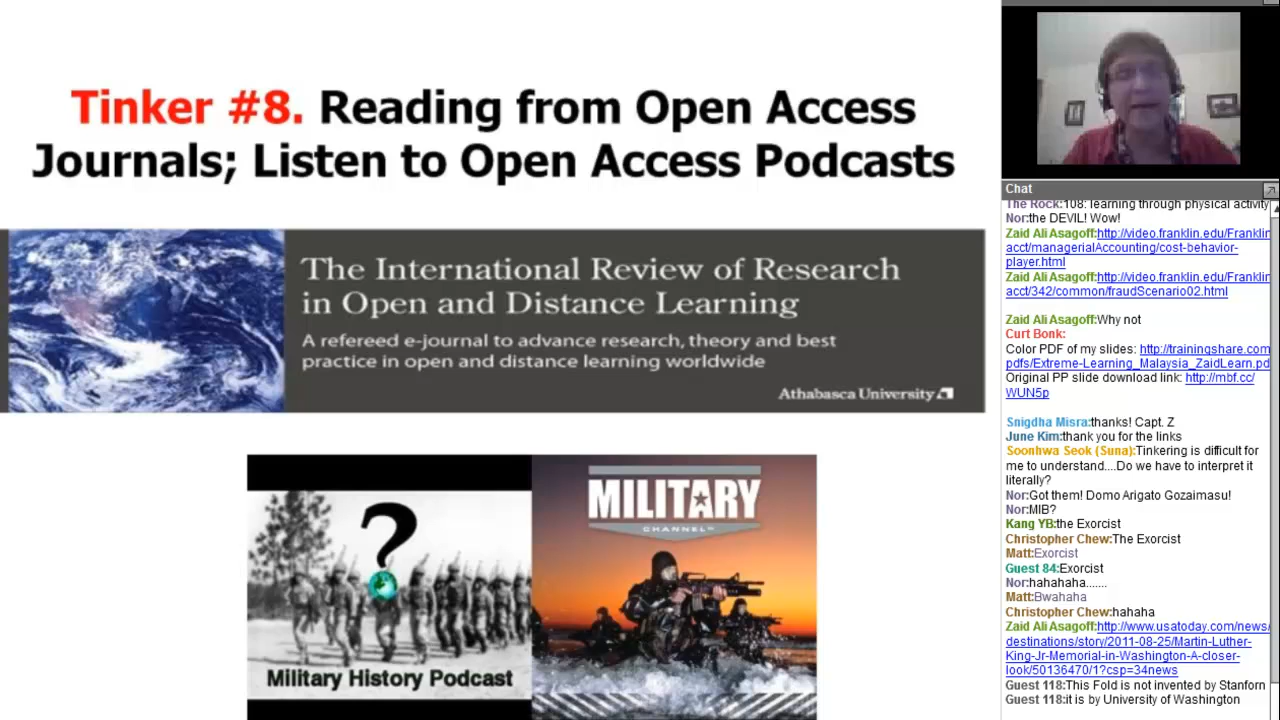 Tinker #8. Reading from Open Access
Journals; Listen to Open Access Podcasts
The International Review of Research
in Open and Distance Learning
A refereed e-journal to advance research, theory and best
practice in open and distance learning worldwide
Athabasca University
?
Military History Podcast
MILITARY
CHANNEL
Chat
The Rock:108: learning through physical activity
Nor:the DEVIL! Wow!
Zaid Ali Asagoff:http://video.franklin.edu/Franklin
acct/managerialAccounting/cost-behavior-
player.html
Zaid Ali Asagoff:http://video.franklin.edu/Franklin
acct/342/common/fraudScenario02.html
Zaid Ali Asagoff:Why not
Curt Bonk:
Color PDF of my slides: http://trainingshare.com
pdfs/Extreme-Learning_Malaysia_ZaidLearn.pd
Original PP slide download link: http://mbf.cc/
WUN5p
Snigdha Misra:thanks! Capt. Z
June Kim:thank you for the links
Soonhwa Seok (Suna):Tinkering is difficult for
me to understand....Do we have to interpret it
literally?
Nor:Got them! Domo Arigato Gozaimasu!
Nor:MIB?
Kang YB:the Exorcist
Christopher Chew:The Exorcist
Matt:Exorcist
Guest 84:Exorcist
Nor:hahahaha.......
Matt:Bwahaha
Christopher Chew:hahaha
Zaid Ali Asagoff:http://www.usatoday.com/news/
destinations/story/2011-08-25/Martin-Luther-
King-Jr-Memorial-in-Washington-A-closer-
look/50136470/1?csp=34news
Guest 118:This Fold is not invented by Stanforn
Guest 118:it is by University of Washington